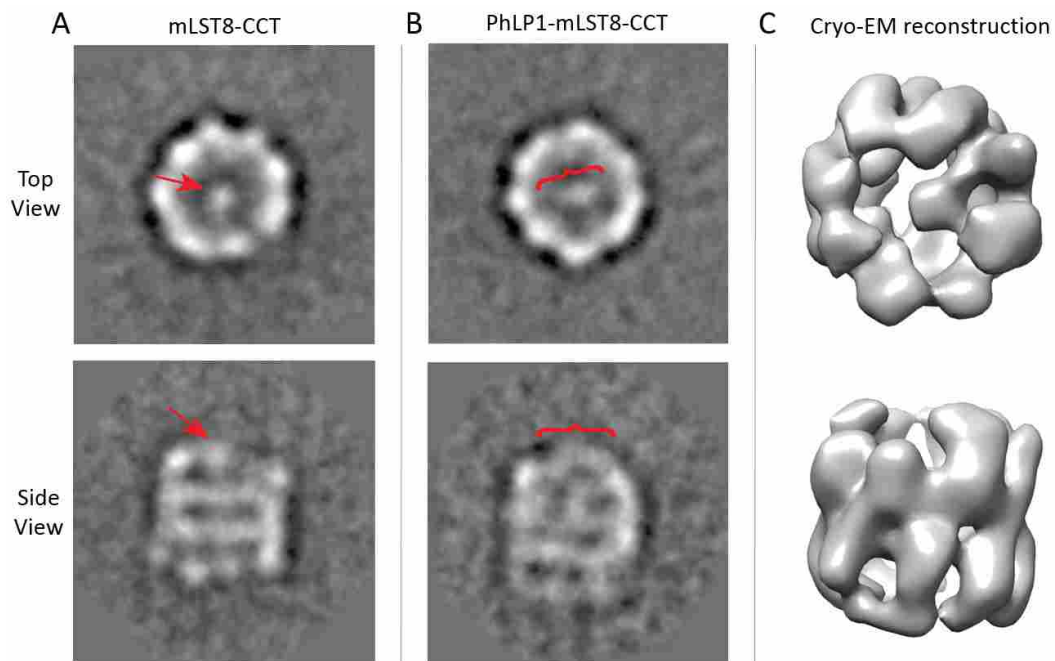 A
mLST8-CCT
B
PhLP1-mLST8-CCT
C
Cryo-EM reconstruction
Top
View
Side
View